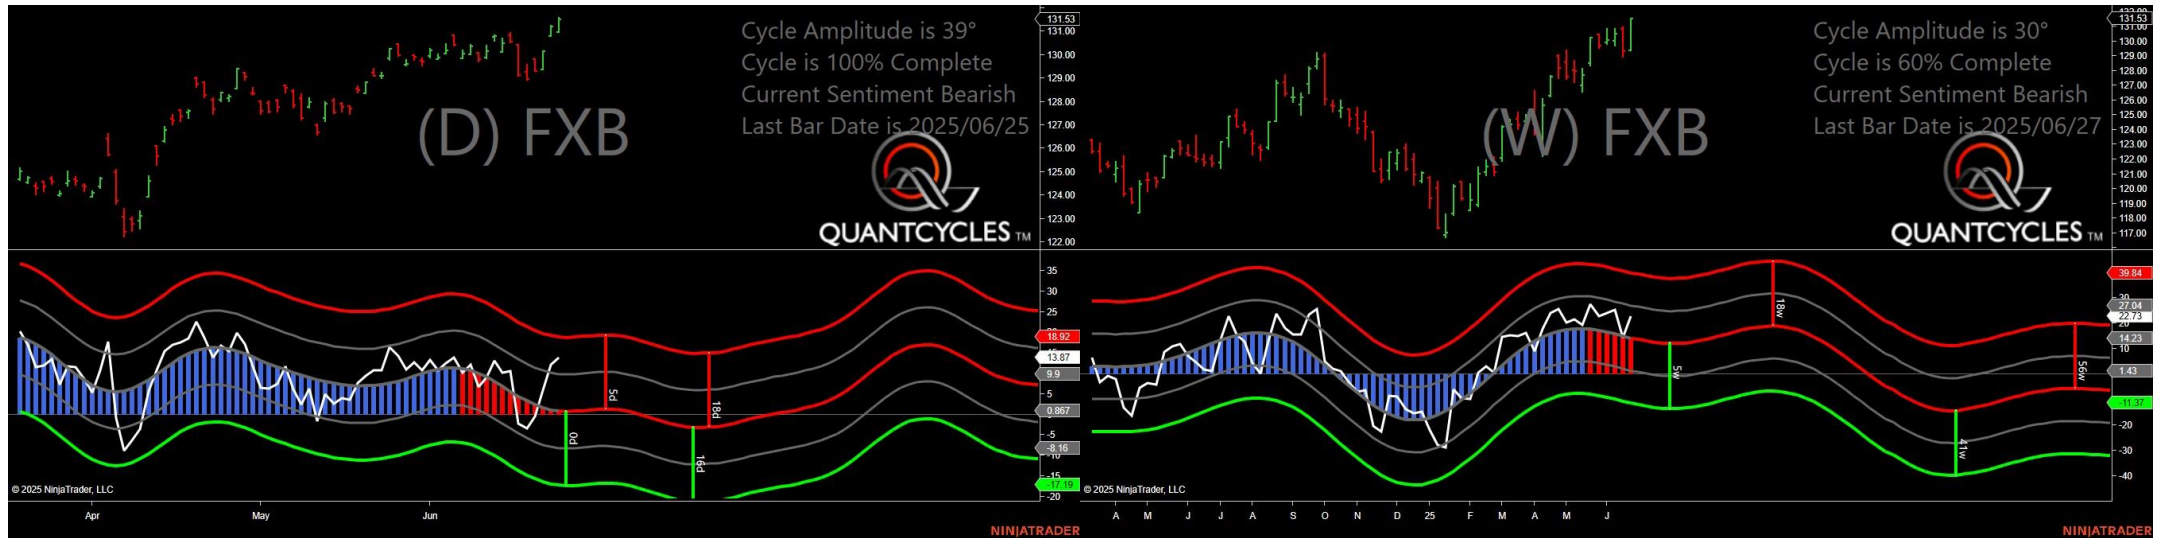 Cycle Amplitude is 39°
Cycle is 100% Complete
Current Sentiment Bearish
Last Bar Date is 2025/06/25
(D) FXB
QUANTCYCLES TM
131.53
131.00
130.00
129.00
128.00
127.00
126.00
125.00
124.00
123.00
122.00
35
30
25
18.92
13.87
9.9
5
0.867
-5
-8.16
-15
-17.19
-20
5d
18d
0d
16d
© 2025 NinjaTrader, LLC
Apr May Jun
NINJATRADER
Cycle Amplitude is 30°
Cycle is 60% Complete
Current Sentiment Bearish
Last Bar Date is 2025/06/27
(W) FXB
QUANTCYCLES TM
131.53
131.00
130.00
129.00
128.00
127.00
126.00
125.00
124.00
123.00
122.00
121.00
120.00
119.00
118.00
117.00
39.84
30
27.04
22.73
20
14.23
10
1.43
-11.37
-20
-30
-40
18w
5w
56w
41w
© 2025 NinjaTrader, LLC
A M J J A S O N D 25 F M A M J
NINJATRADER